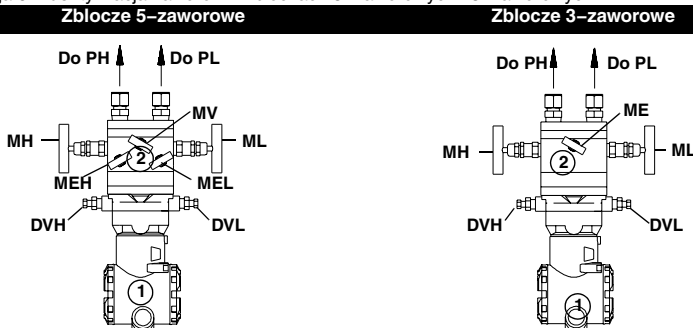 Zblocze 5–zaworowe
Zblocze 3–zaworowe
Do PH
Do PL
MV
MH
ML
2
MEH
MEL
DVH
DVL
1
Do PH
Do PL
ME
MH
ML
2
DVH
DVL
1